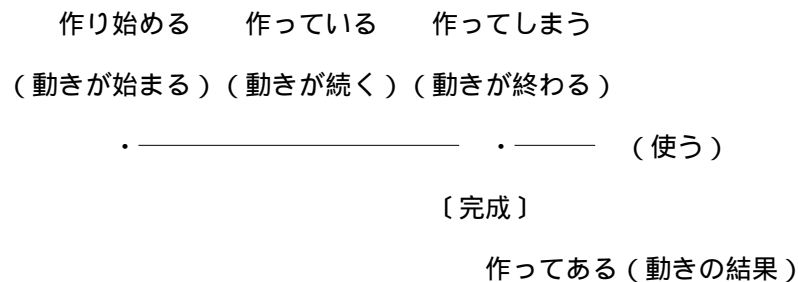 作り始める　　作っている　　作ってしまう
(動きが始まる)(動きが続く)(動きが終わる)
(使う)
〔完成〕
作ってある(動きの結果)